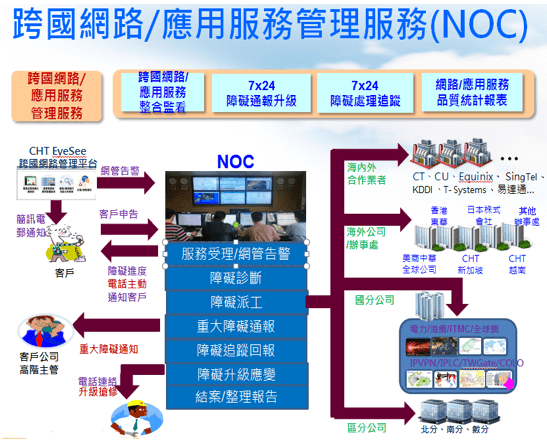 跨國網路/應用服務管理服務(NOC)
跨國網路/
應用服務
管理服務
跨國網路/
應用服務
整合監看
7x24
障礙通報升級
7x24
障礙處理追蹤
網路/應用服務
品質統計報表
CHT EyeSee
跨國網路管理平台
網管告警
簡訊電
郵通知
客戶申告
客戶
障礙進度
電話主動
通知客戶
客戶公司
高階主管
重大障礙通知
電話連絡
升級搶修
NOC
服務受理/網管告警
障礙診斷
障礙派工
重大障礙通報
障礙追蹤回報
障礙升級應變
結案/整理報告
海內外
合作業者
CT、CU、Equinix、SingTel、
KDDI、T-Systems、易達通...
海外公司
/辦事處
香港
東華
日本株式
會社
其他
辦事處
美商中華
全球公司
CHT
新加坡
CHT
越南
國分公司
電力/海纜/ITMC/全球網
IPVPN/IPLC/TWGate/COLO
區分公司
北分、南分、數分